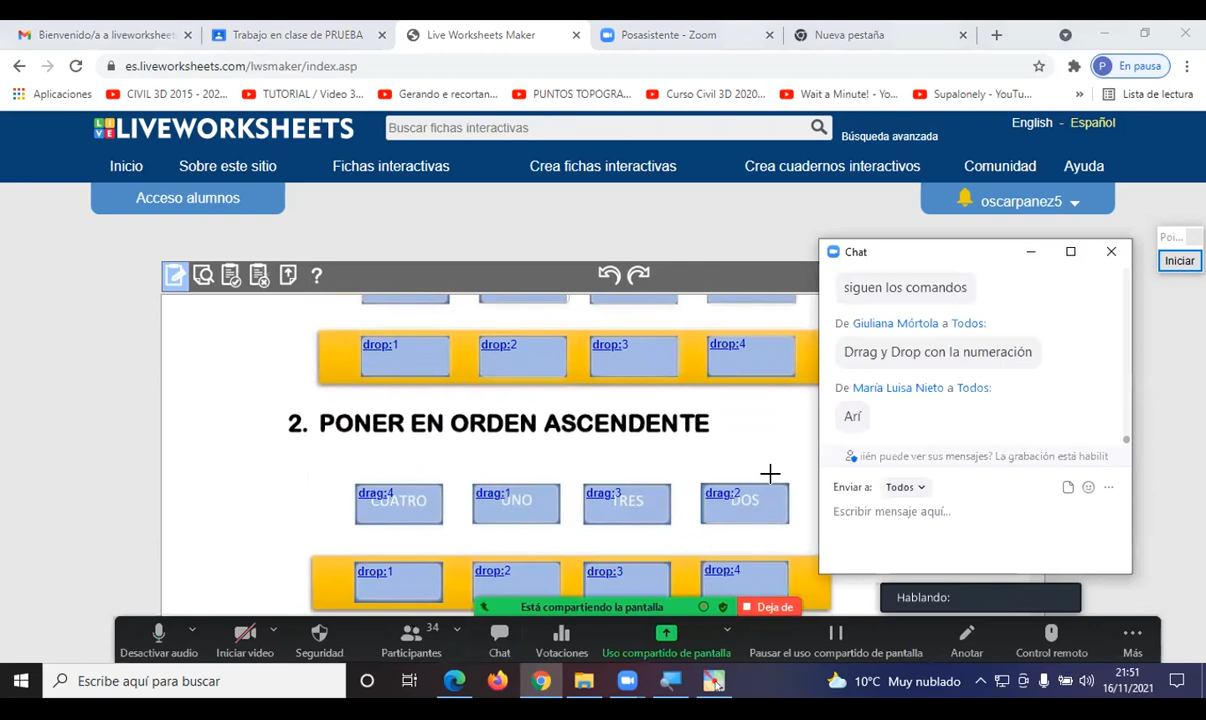 Bienvenido/a a liveworksheet
Trabajo en clase de PRUEBA
Live Worksheets Maker
Posasistente - Zoom
Nueva pestaña
es.liveworksheets.com/lwsmaker/index.asp
P
En pausa
Aplicaciones
CIVIL 3D 2015 - 202...
TUTORIAL / Video 3...
Gerando e recortan...
PUNTOS TOPOGRA...
Curso Civil 3D 2020...
Wait a Minute! - Yo...
Supalonely - YouTu...
»
Lista de lectura
LIVE
LIVEWORKSHEETS
Buscar fichas interactivas
Búsqueda avanzada
English - Español
Inicio
Sobre este sitio
Fichas interactivas
Crea fichas interactivas
Crea cuadernos interactivos
Comunidad
Ayuda
Acceso alumnos
oscarpanez5
Poi...
Iniciar
?
drop:1
drop:2
drop:3
drop:4
2. PONER EN ORDEN ASCENDENTE
drag:4
CUATRO
drag:1
UNO
drag:3
TRES
drag:2
DOS
drop:1
drop:2
drop:3
drop:4
Chat
siguen los comandos
De Giuliana Mórtola a Todos:
Drrag y Drop con la numeración
De María Luisa Nieto a Todos:
Arí
ién puede ver sus mensajes? La grabación está habilit
Enviar a: Todos
Escribir mensaje aquí...
Hablando:
Está compartiendo la pantalla
Deja de
34
Desactivar audio
Iniciar video
Seguridad
Participantes
Chat
Votaciones
Uso compartido de pantalla
Pausar el uso compartido de pantalla
Anotar
Control remoto
Más
Escribe aquí para buscar
10°C Muy nublado
21:51
16/11/2021